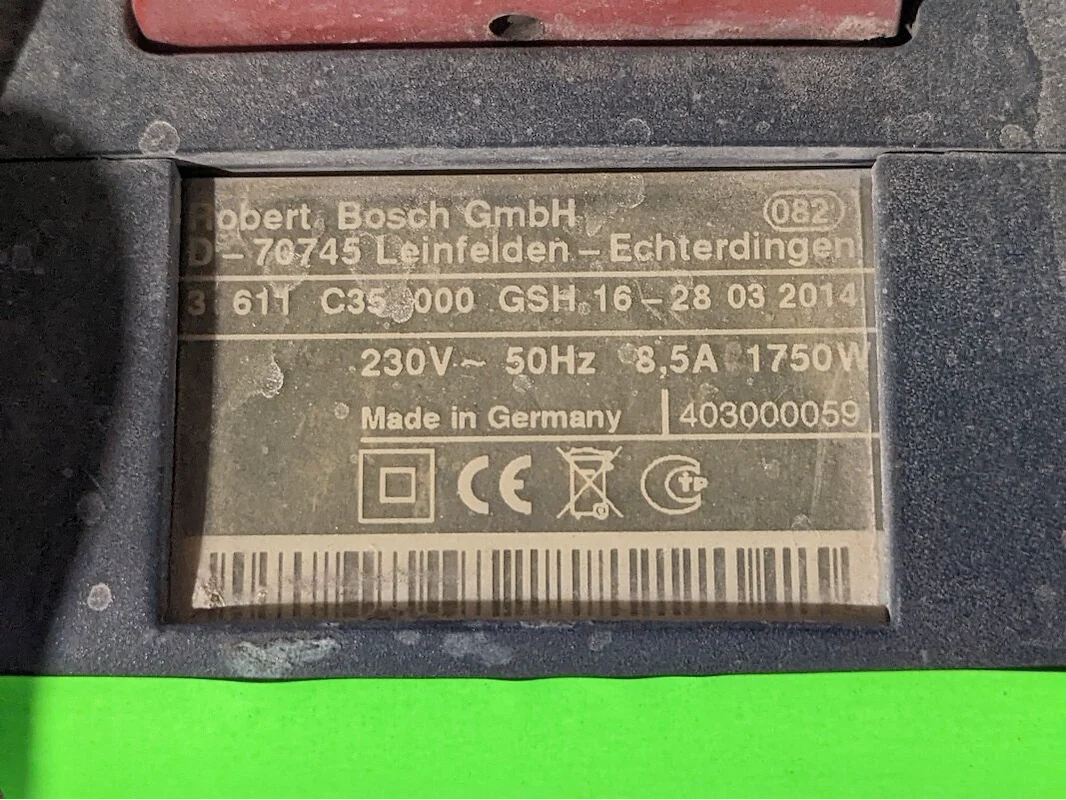 Robert Bosch GmbH 082
D-70745 Leinfelden-Echterdingen
3 611 C35 000 GSH 16-28 03 2014
230V~ 50Hz 8,5A 1750W
Made in Germany 403000059
CE